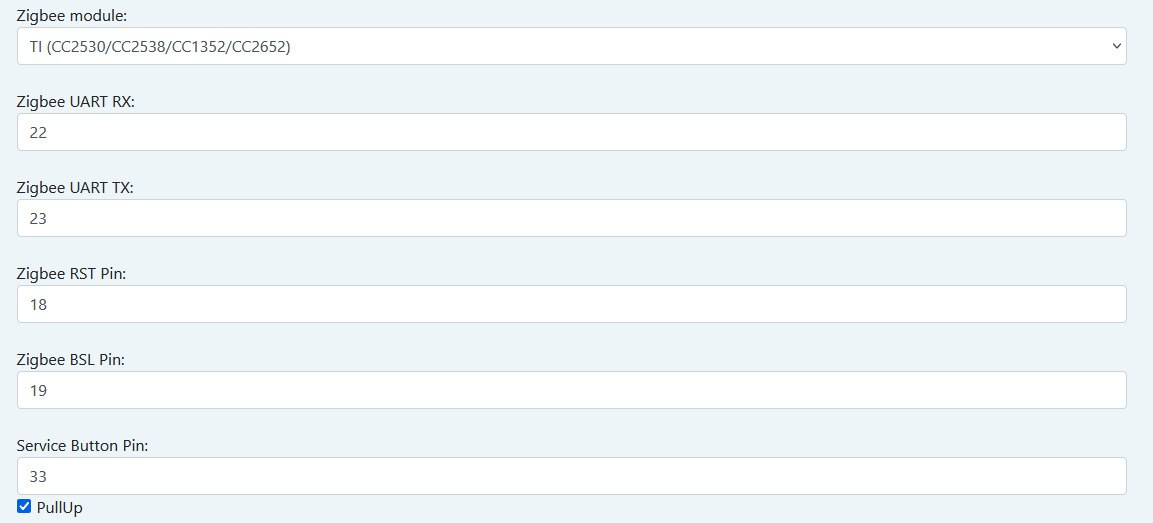 Zigbee module:
TI (CC2530/CC2538/CC1352/CC2652)
Zigbee UART RX:
22
Zigbee UART TX:
23
Zigbee RST Pin:
18
Zigbee BSL Pin:
19
Service Button Pin:
33
PullUp